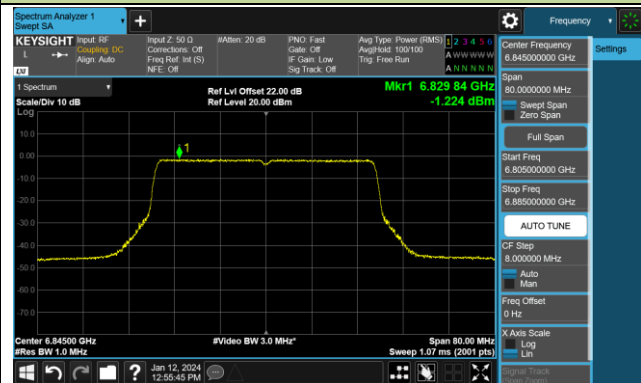 Spectrum Analyzer 1
Swept SA
Frequency
KEYSIGHT
L
LXI
Input: RF
Coupling: DC
Align: Auto
Input Z: 50 Ω
Corrections: Off
Freq Ref: Int (S)
NFE: Off
#Atten: 20 dB
PNO: Fast
Gate: Off
IF Gain: Low
Sig Track: Off
Avg Type: Power (RMS)
Avg|Hold: 100/100
Trig: Free Run
1 2 3 4 5 6
A W W W W W
A N N N N N
1 Spectrum
Scale/Div 10 dB
Log
Ref Lvl Offset 22.00 dB
Ref Level 20.00 dBm
Mkr1 6.829 84 GHz
-1.224 dBm
10.0
0.00
-10.0
-20.0
-30.0
-40.0
-50.0
-60.0
-70.0
1
Center 6.84500 GHz
#Res BW 1.0 MHz
#Video BW 3.0 MHz*
Span 80.00 MHz
Sweep 1.07 ms (2001 pts)
Jan 12, 2024
12:55:45 PM
Center Frequency
6.845000000 GHz
Settings
Span
80.0000000 MHz
Swept Span
Zero Span
Full Span
Start Freq
6.805000000 GHz
Stop Freq
6.885000000 GHz
AUTO TUNE
CF Step
8.000000 MHz
Auto
Man
Freq Offset
0 Hz
X Axis Scale
Log
Lin
Signal Track
(Span Zoom)